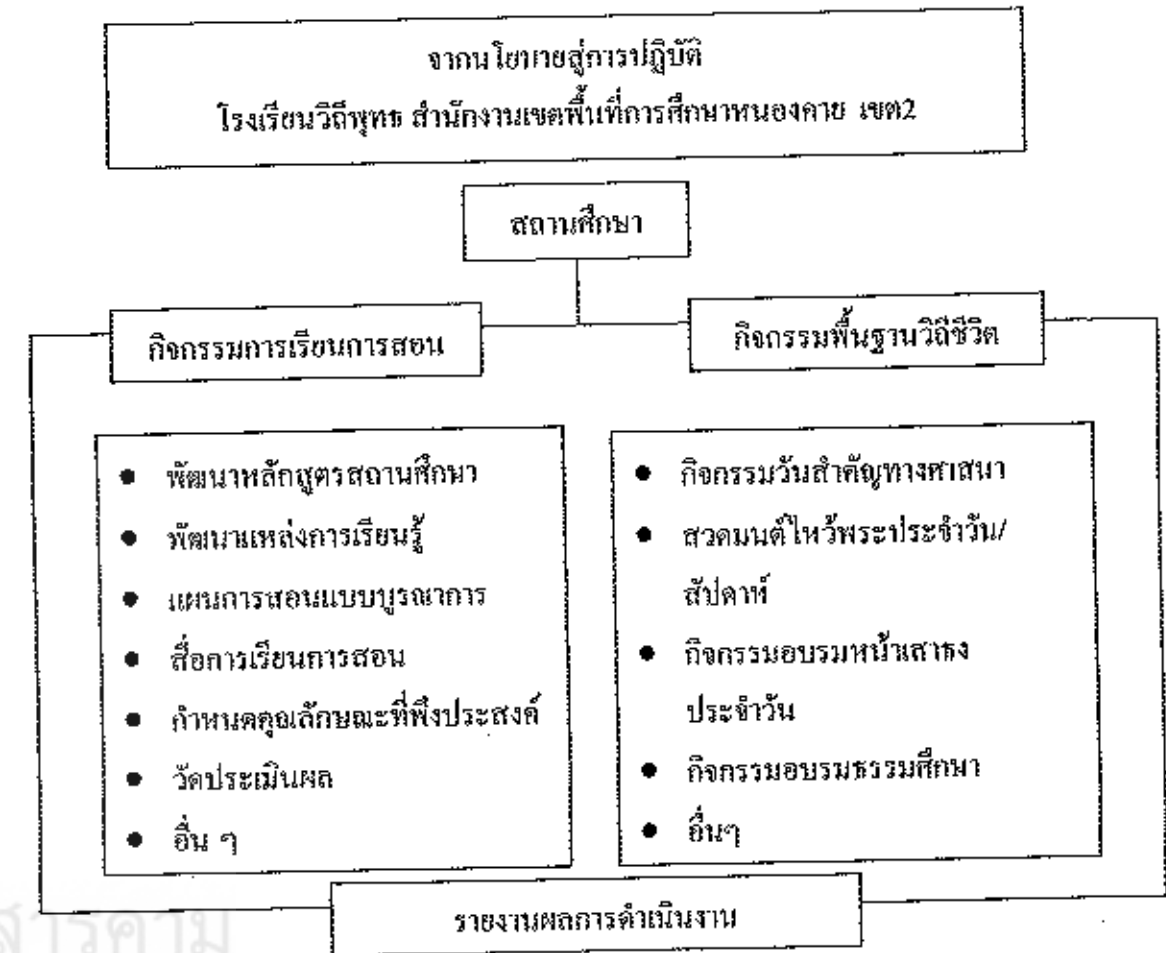 จากนโยบายสู่การปฏิบัติ
โรงเรียนวิถีพุทธ สำนักงานเขตพื้นที่การศึกษาหนองคาย เขต2
สถานศึกษา
กิจกรรมการเรียนการสอน
กิจกรรมพื้นฐานวิถีชีวิต
● พัฒนาหลักสูตรสถานศึกษา
● พัฒนาแหล่งการเรียนรู้
● แผนการสอนแบบบูรณาการ
● สื่อการเรียนการสอน
● กำหนดคุณลักษณะที่พึงประสงค์
● วัดประเมินผล
● อื่น ๆ
● กิจกรรมวันสำคัญทางศาสนา
● สวดมนต์ไหว้พระประจำวัน/
สัปดาห์
● กิจกรรมอบรมหน้าเสาธง
ประจำวัน
● กิจกรรมอบรมธรรมศึกษา
● อื่นๆ
รายงานผลการดำเนินงาน
สารคาม